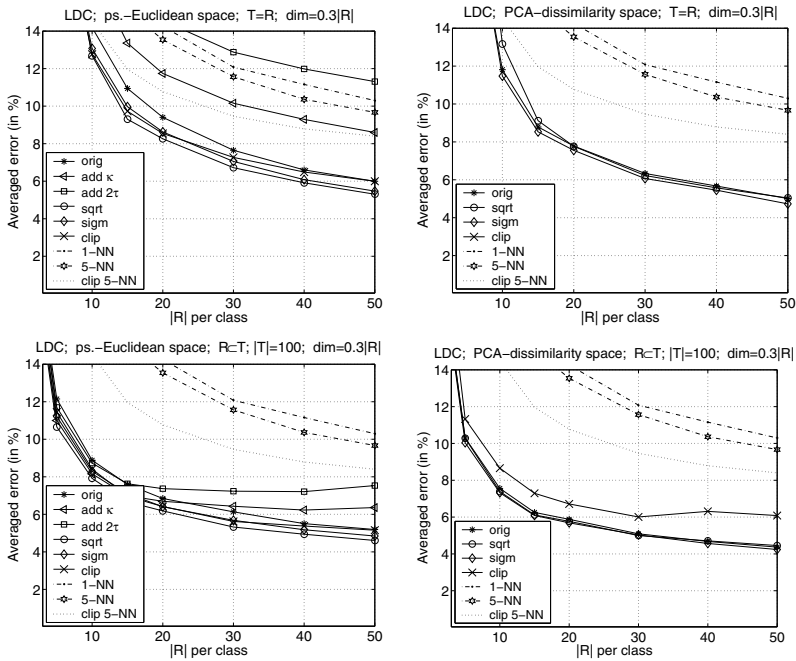 LDC; ps.−Euclidean space; T=R; dim=0.3|R|
14
12
10
8
6
4
2
Averaged error (in %)
orig
add κ
add 2τ
sqrt
sigm
clip
1−NN
5−NN
clip 5−NN
10 20 30 40 50
|R| per class
LDC; PCA−dissimilarity space; T=R; dim=0.3|R|
14
12
10
8
6
4
2
Averaged error (in %)
orig
sqrt
sigm
clip
1−NN
5−NN
clip 5−NN
10 20 30 40 50
|R| per class
LDC; ps.−Euclidean space; R⊂T; |T|=100; dim=0.3|R|
14
12
10
8
6
4
2
Averaged error (in %)
orig
add κ
add 2τ
sqrt
sigm
clip
1−NN
5−NN
clip 5−NN
10 20 30 40 50
|R| per class
LDC; PCA−dissimilarity space; R⊂T; |T|=100; dim=0.3|R|
14
12
10
8
6
4
2
Averaged error (in %)
orig
sqrt
sigm
clip
1−NN
5−NN
clip 5−NN
10 20 30 40 50
|R| per class